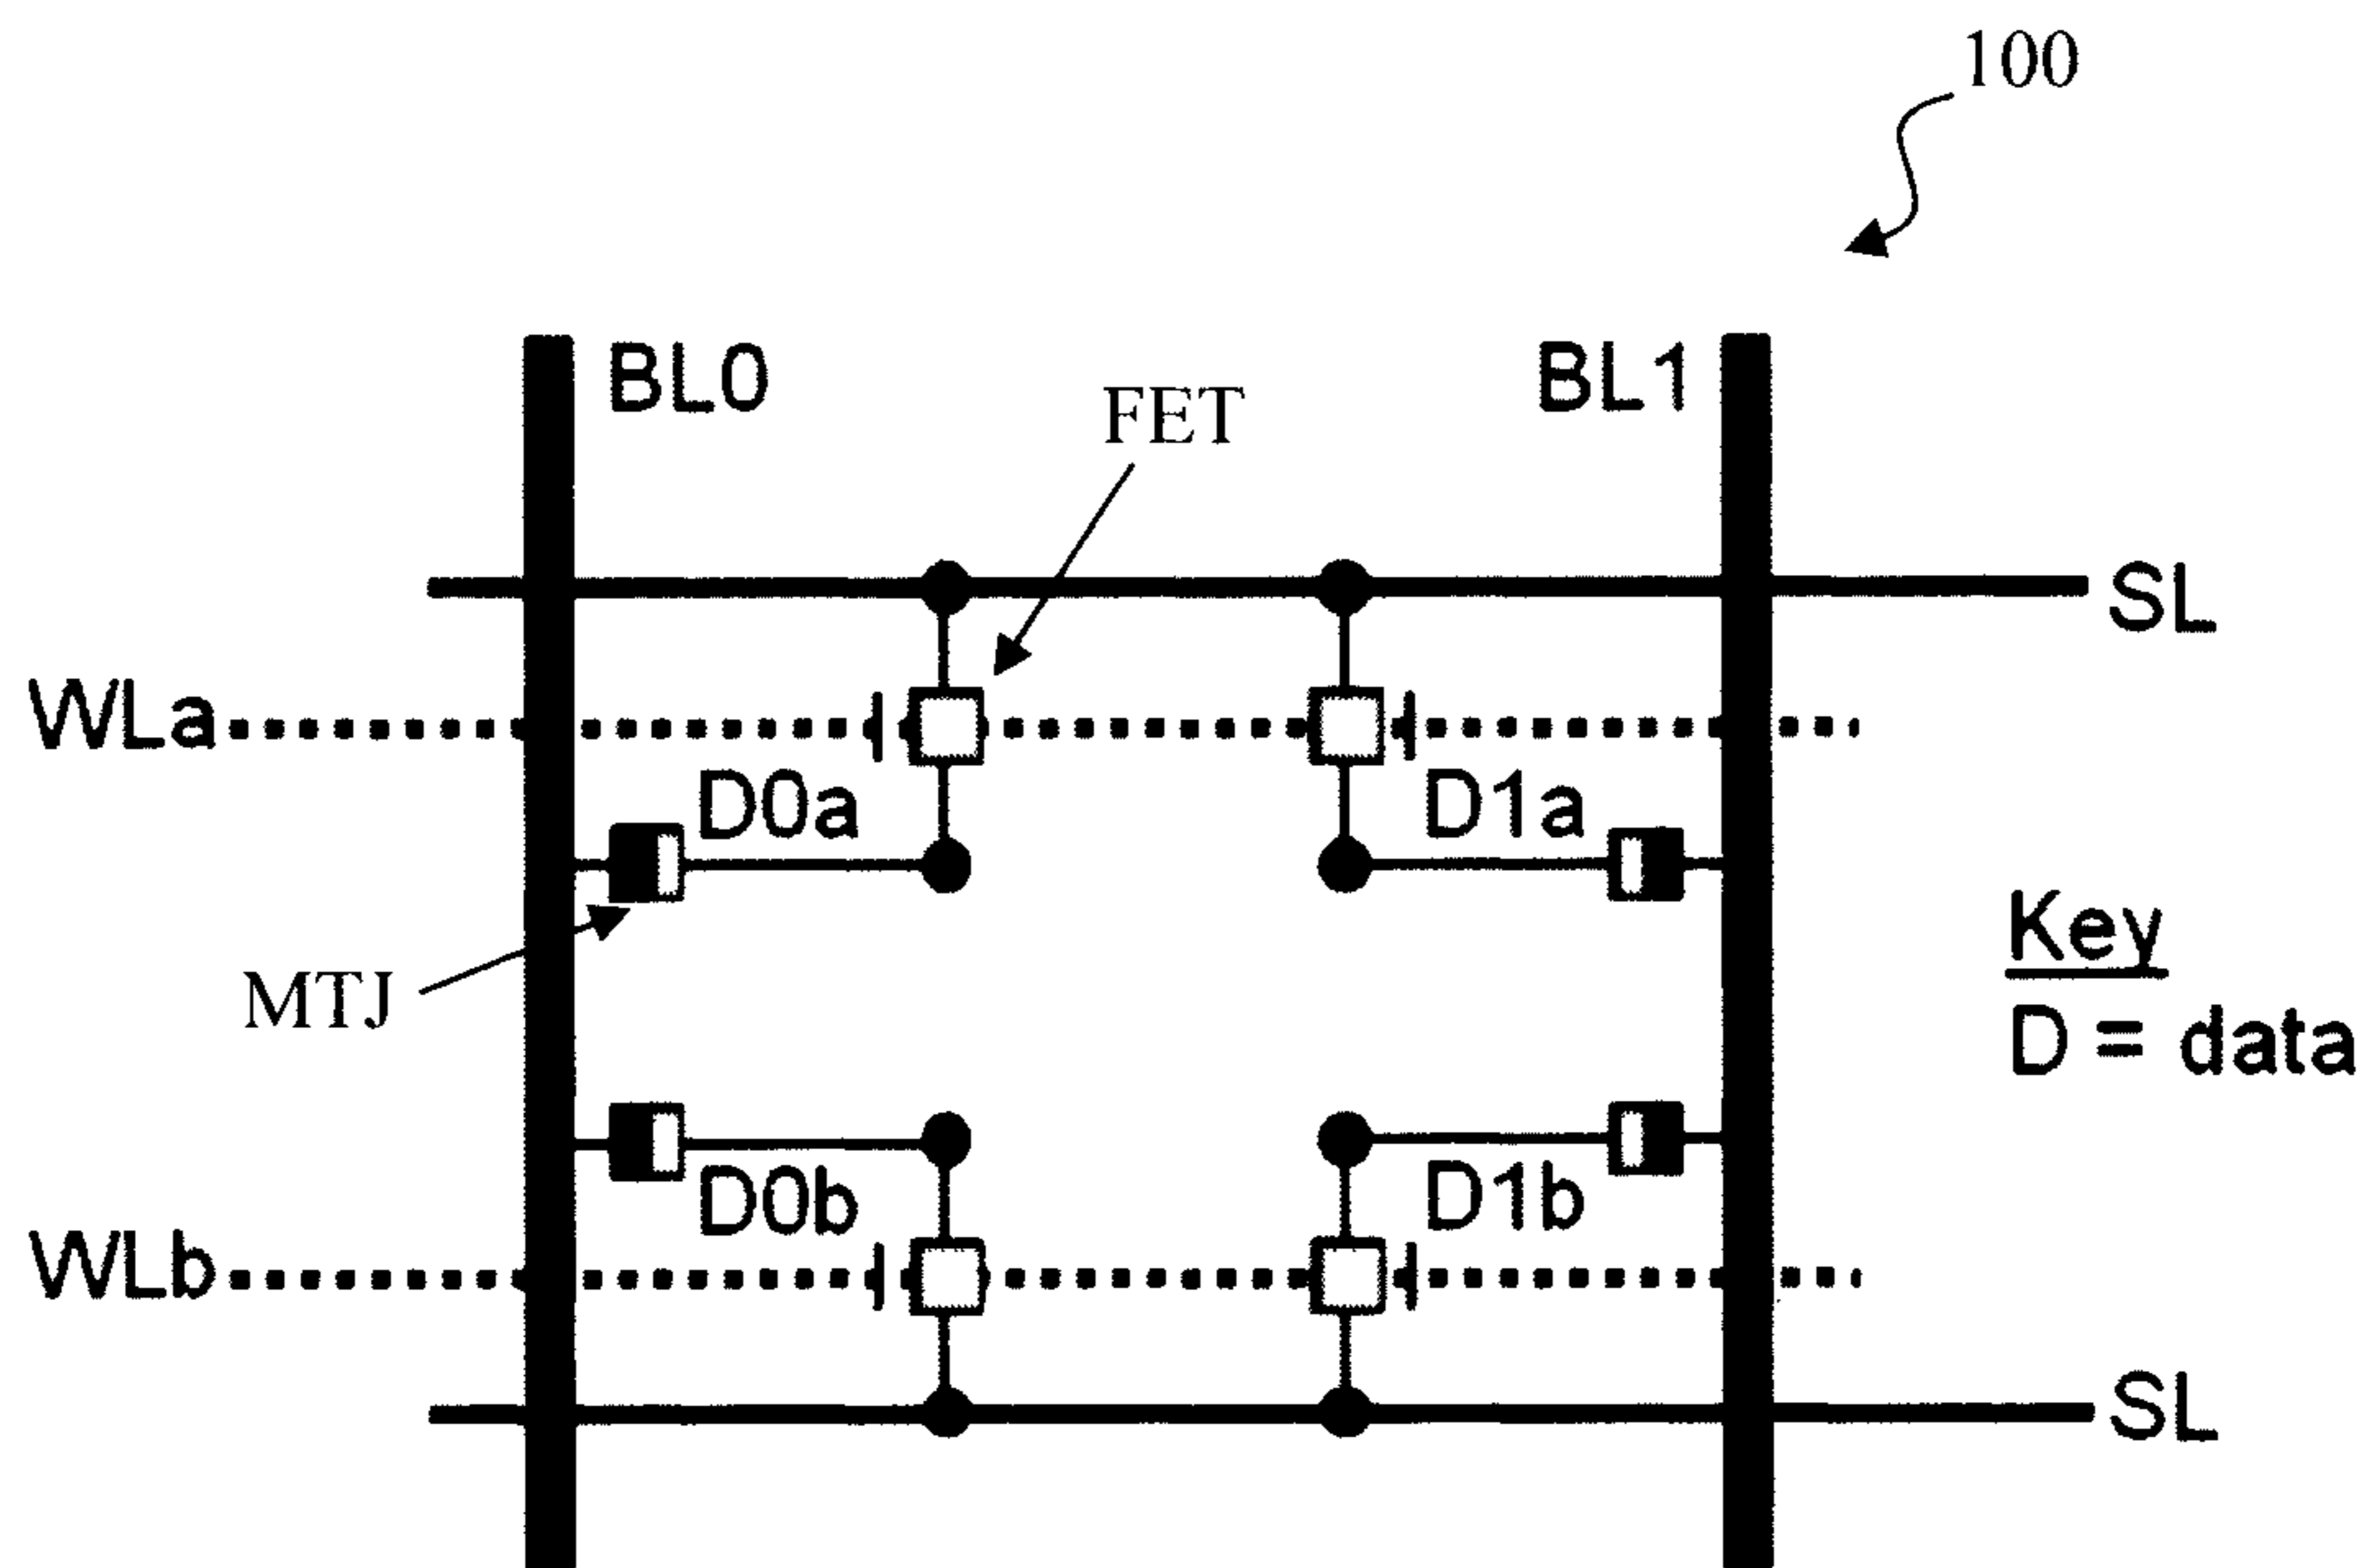 100
BL0
BL1
FET
SL
WLa
D0a
D1a
MTJ
Key
D = data
D0b
D1b
WLb
SL